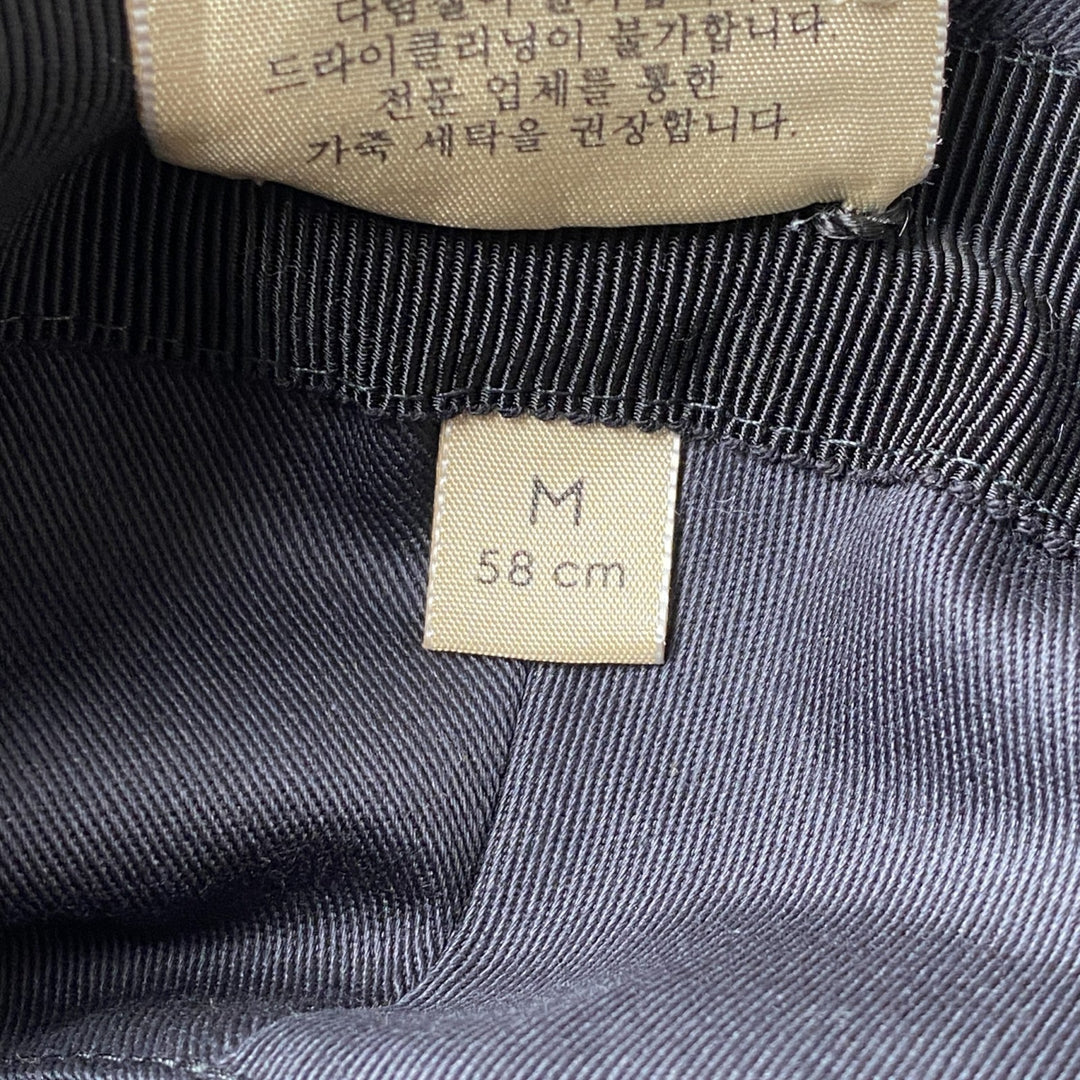 드라이클리닝이 불가합니다.
전문 업체를 통한
가죽 세탁을 권장합니다.
M
58 cm